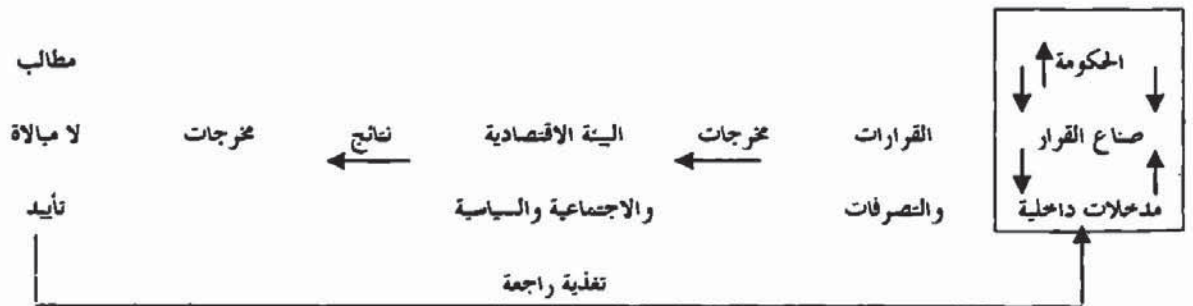 الحكومة
مطالب
صناع القرار
القرارات
مخرجات
البيئة الاقتصادية
نتائج
مخرجات
لا مبالاة
مدخلات داخلية
والتصرفات
والاجتماعية والسياسية
تأييد
تغذية راجعة